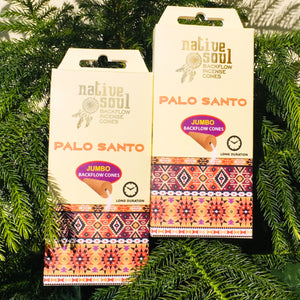 native
soul
BACKFLOW
INCENSE
CONES
PALO SANTO
JUMBO
BACKFLOW CONES
LONG DURATION
native
soul
BACKFLOW
INCENSE
CONES
PALO SANTO
JUMBO
BACKFLOW CONES
LONG DURATION